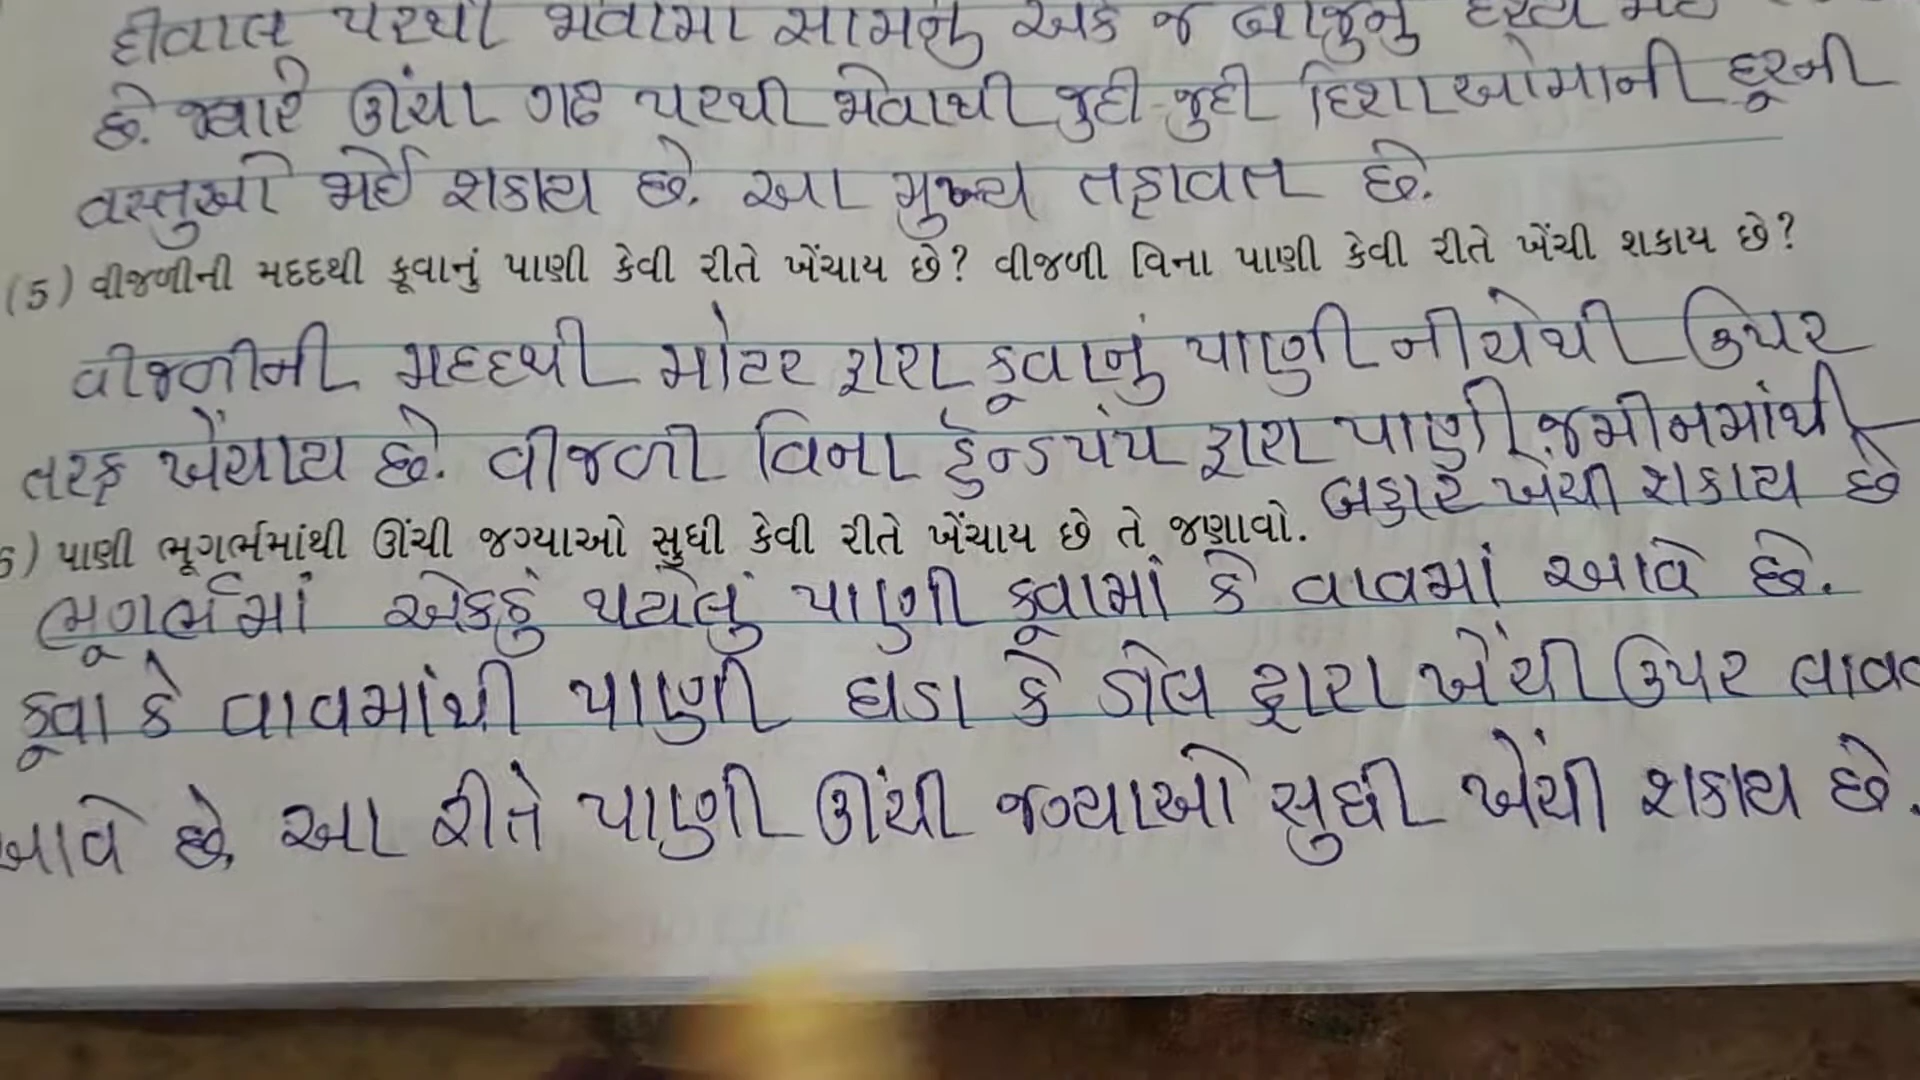 દીવાલ પરથી જોવામાં સામેનું એક જ બાજુનું દૃશ્ય
છે. જ્યારે ઊંચા ગઢ પરથી જોવાથી જુદી-જુદી દિશાઓમાની દૂરની
વસ્તુઓ જોઈ શકાય છે. આ મુખ્ય તફાવત છે.
(5) વીજળીની મદદથી કૂવાનું પાણી કેવી રીતે ખેંચાય છે? વીજળી વિના પાણી કેવી રીતે ખેંચી શકાય છે?
વીજળીની મદદથી મોટર દ્વારા કૂવાનું પાણી નીચેથી ઉપર
તરફ ખેંચાય છે. વીજળી વિના હેન્ડપંપ દ્વારા પાણી જમીનમાંથી
બહાર ખેંચી શકાય છે
6) પાણી ભૂગર્ભમાંથી ઊંચી જગ્યાઓ સુધી કેવી રીતે ખેંચાય છે તે જણાવો.
ભૂગર્ભમાં એકઠું થયેલું પાણી કૂવામાં કે વાવમાં આવે છે.
કૂવા કે વાવમાંથી પાણી ઘડા કે ડોલ દ્વારા ખેંચી ઉપર લાવવ
આવે છે, આ રીતે પાણી ઊંચી જગ્યાઓ સુધી ખેંચી શકાય છે.